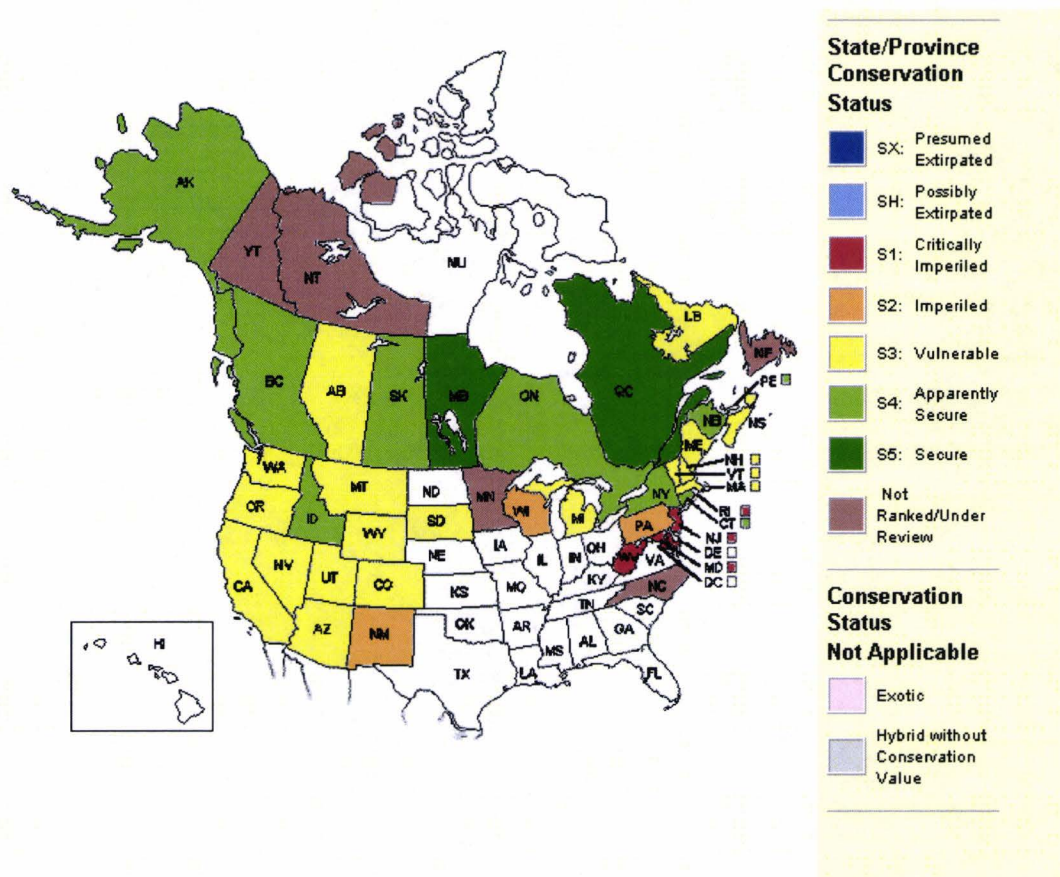 State/Province
Conservation
Status
SX: Presumed
Extirpated
SH: Possibly
Extirpated
S1: Critically
Imperiled
S2: Imperiled
S3: Vulnerable
S4: Apparently
Secure
S5: Secure
Not
Ranked/Under
Review
Conservation
Status
Not Applicable
Exotic
Hybrid without
Conservation
Value
AK
YT
NT
NU
LB
NF
BC
AB
SK
MB
ON
QC
PE
NB
NS
ME
NH
VT
MA
WA
MT
ND
MN
OR
ID
SD
WI
MI
NY
RI
CT
WY
NE
IA
PA
NJ
DE
CA
NV
UT
CO
KS
MO
IL
IN
OH
WV
VA
MD
DC
KY
NC
AZ
NM
OK
AR
TN
SC
HI
TX
LA
MS
AL
GA
FL